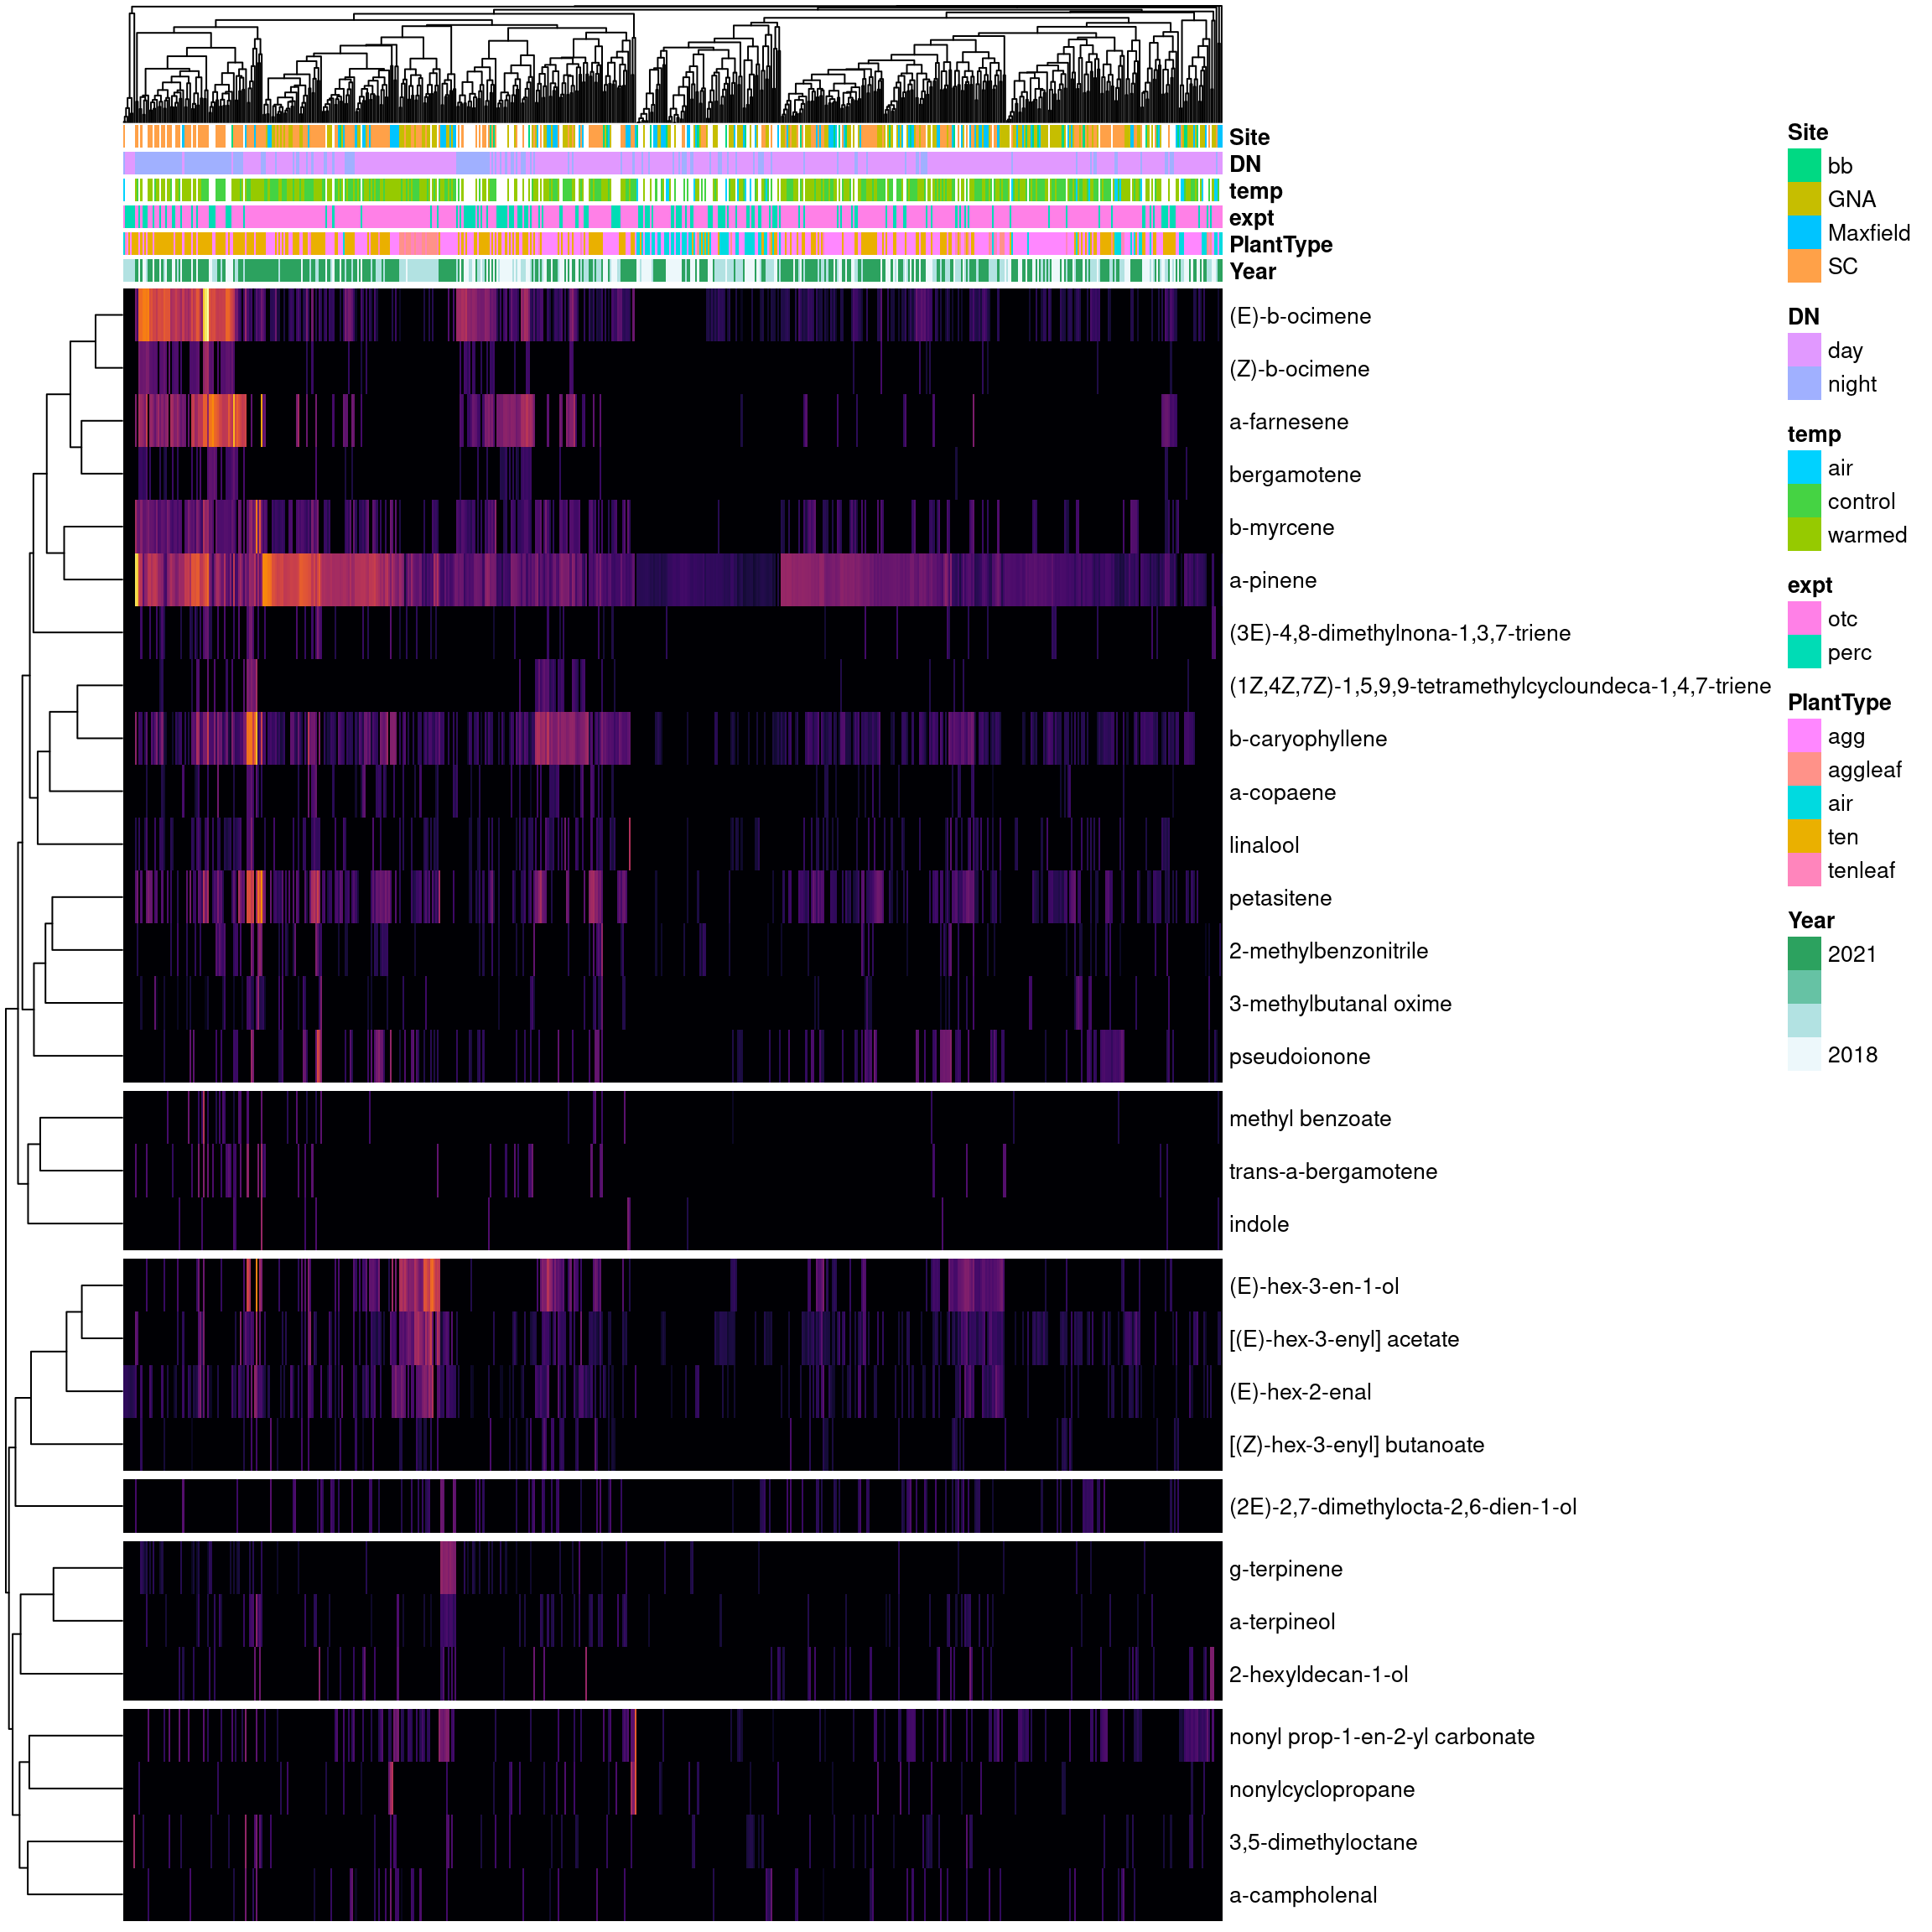 Site
DN
temp
expt
PlantType
Year
(E)-b-ocimene
(Z)-b-ocimene
a-farnesene
bergamotene
b-myrcene
a-pinene
(3E)-4,8-dimethylnona-1,3,7-triene
(1Z,4Z,7Z)-1,5,9,9-tetramethylcycloundeca-1,4,7-triene
b-caryophyllene
a-copaene
linalool
petasitene
2-methylbenzonitrile
3-methylbutanal oxime
pseudoionone
methyl benzoate
trans-a-bergamotene
indole
(E)-hex-3-en-1-ol
[(E)-hex-3-enyl] acetate
(E)-hex-2-enal
[(Z)-hex-3-enyl] butanoate
(2E)-2,7-dimethylocta-2,6-dien-1-ol
g-terpinene
a-terpineol
2-hexyldecan-1-ol
nonyl prop-1-en-2-yl carbonate
nonylcyclopropane
3,5-dimethyloctane
a-campholenal
Site
bb
GNA
Maxfield
SC
DN
day
night
temp
air
control
warmed
expt
otc
perc
PlantType
agg
aggleaf
air
ten
tenleaf
Year
2021
2018